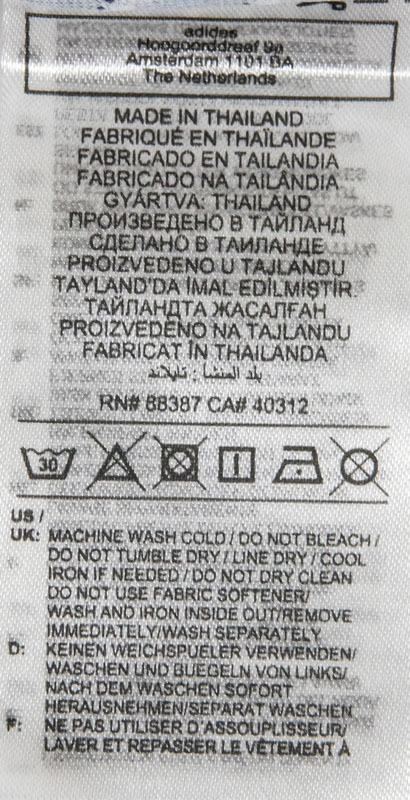 adidas
Hoogoorddreef 9a
Amsterdam 1101 BA
The Netherlands
MADE IN THAILAND
FABRIQUÉ EN THAÏLANDE
FABRICADO EN TAILANDIA
FABRICADO NA TAILÂNDIA
GYÁRTVA: THAILAND
ПРОИЗВЕДЕНО В ТАЙЛАНД
СДЕЛАНО В ТАИЛАНДЕ
PROIZVEDENO U TAJLANDU
TAYLAND'DA İMAL EDİLMİŞTİR.
ТАЙЛАНДТА ЖАСАЛҒАН
PROIZVEDENO NA TAJLANDU
FABRICAT ÎN THAILANDA
بلد المنشأ : تايلاند
RN# 88387 CA# 40312
30
US /
UK: MACHINE WASH COLD / DO NOT BLEACH /
DO NOT TUMBLE DRY / LINE DRY / COOL
IRON IF NEEDED / DO NOT DRY CLEAN
DO NOT USE FABRIC SOFTENER/
WASH AND IRON INSIDE OUT/REMOVE
IMMEDIATELY/WASH SEPARATELY
D: KEINEN WEICHSPUELER VERWENDEN/
WASCHEN UND BUEGELN VON LINKS/
NACH DEM WASCHEN SOFORT
HERAUSNEHMEN/SEPARAT WASCHEN
F: NE PAS UTILISER D'ASSOUPLISSEUR/
LAVER ET REPASSER LE VÊTEMENT À